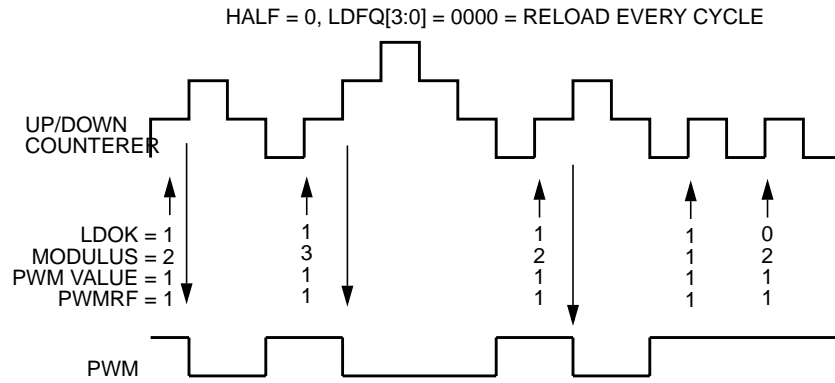 HALF = 0, LDFQ[3:0] = 0000 = RELOAD EVERY CYCLE
UP/DOWN
COUNTERER
LDOK = 1 1 1 1 0
MODULUS = 2 3 2 1 2
PWM VALUE = 1 1 1 1 1
PWMRF = 1 1 1 1 1
PWM